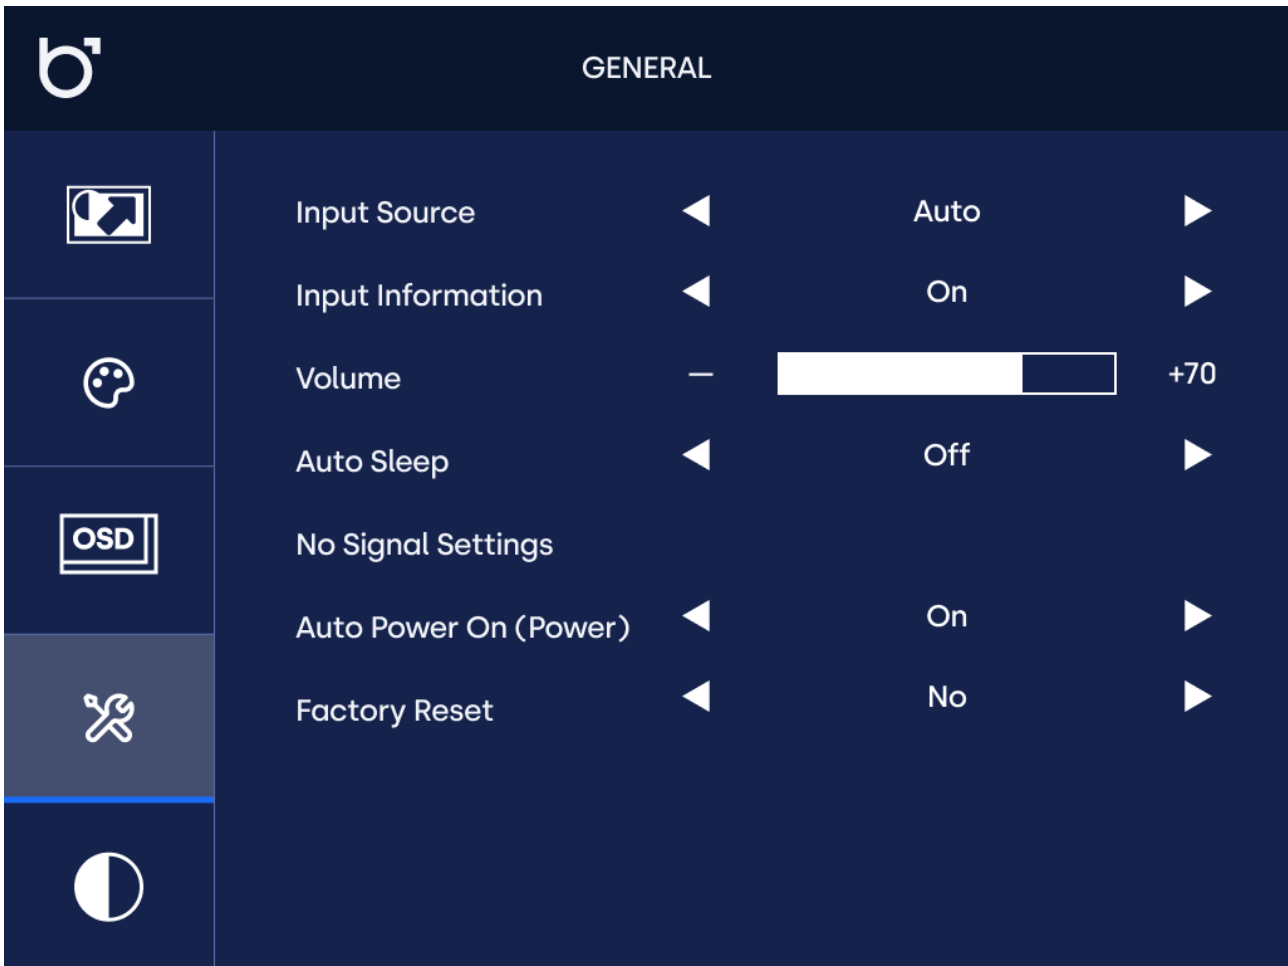 GENERAL
Input Source Auto
Input Information On
Volume — +70
Auto Sleep Off
OSD
No Signal Settings
Auto Power On (Power) On
Factory Reset No